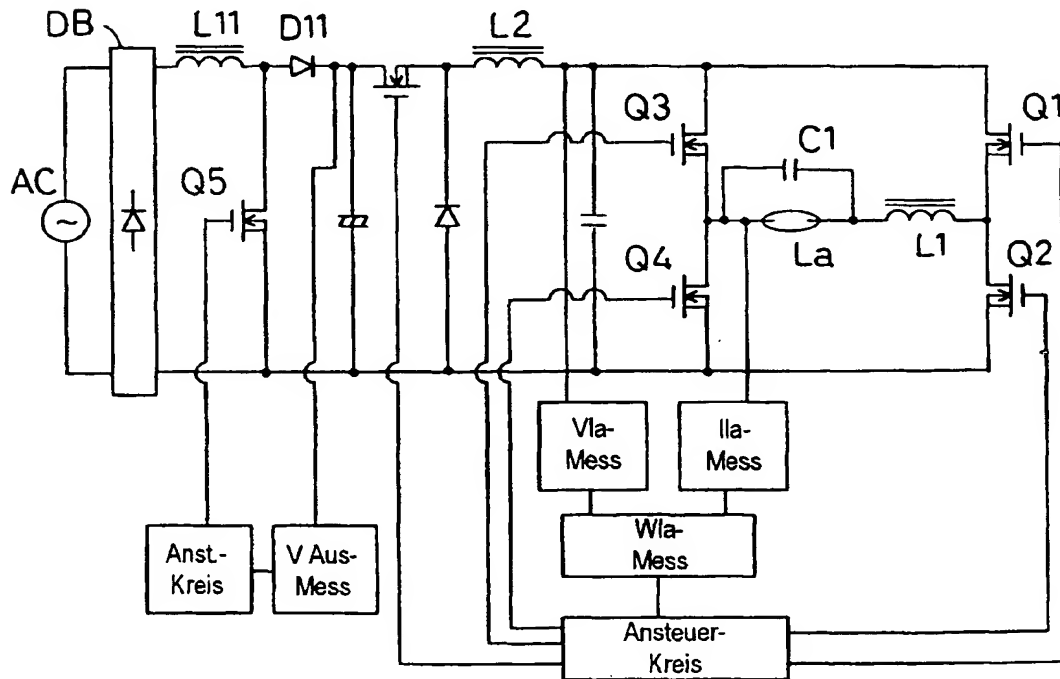 DB
L11
D11
L2
Q3
Q1
C1
AC
Q5
La
L1
Q4
Q2
Vla-
Mess
Ila-
Mess
Wla-
Mess
Anst.-
Kreis
V Aus-
Mess
Ansteuer-
Kreis